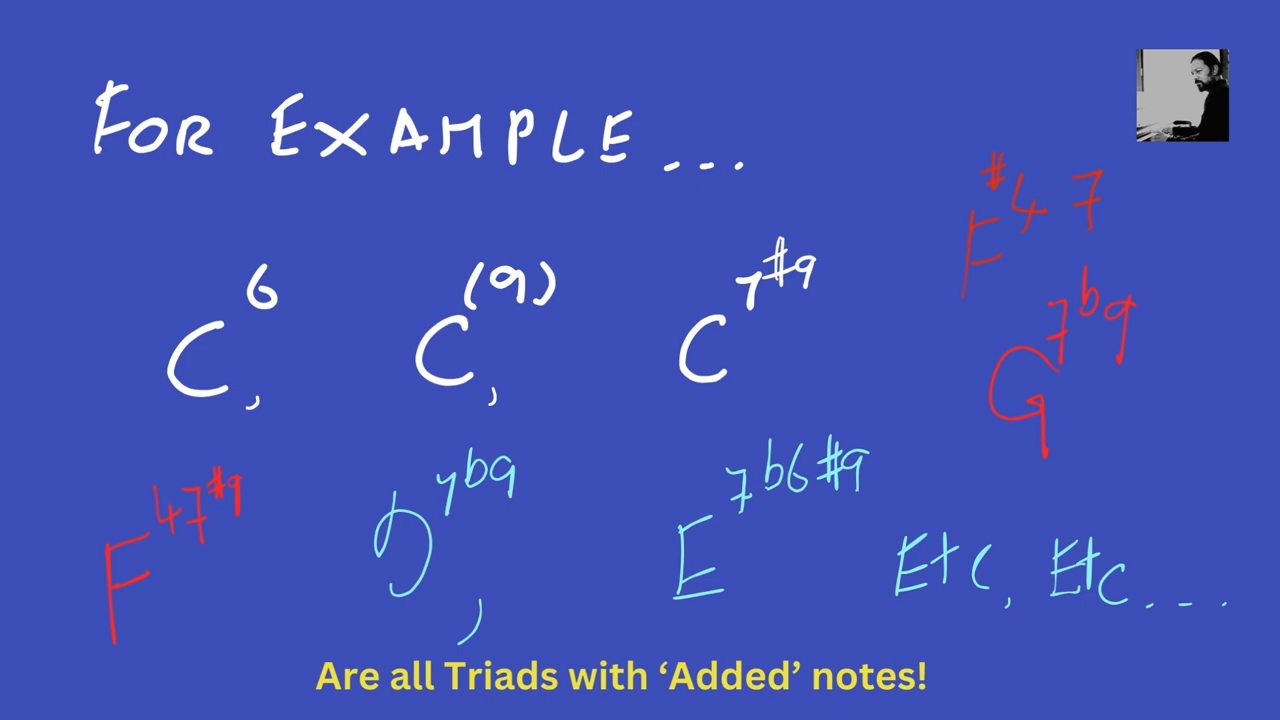 FOR EXAMPLE...
F#47
C6, C(9), C7#9
G7b9
F47#9
D7b9, E7b6#9
Etc, Etc....
Are all Triads with ‘Added’ notes!